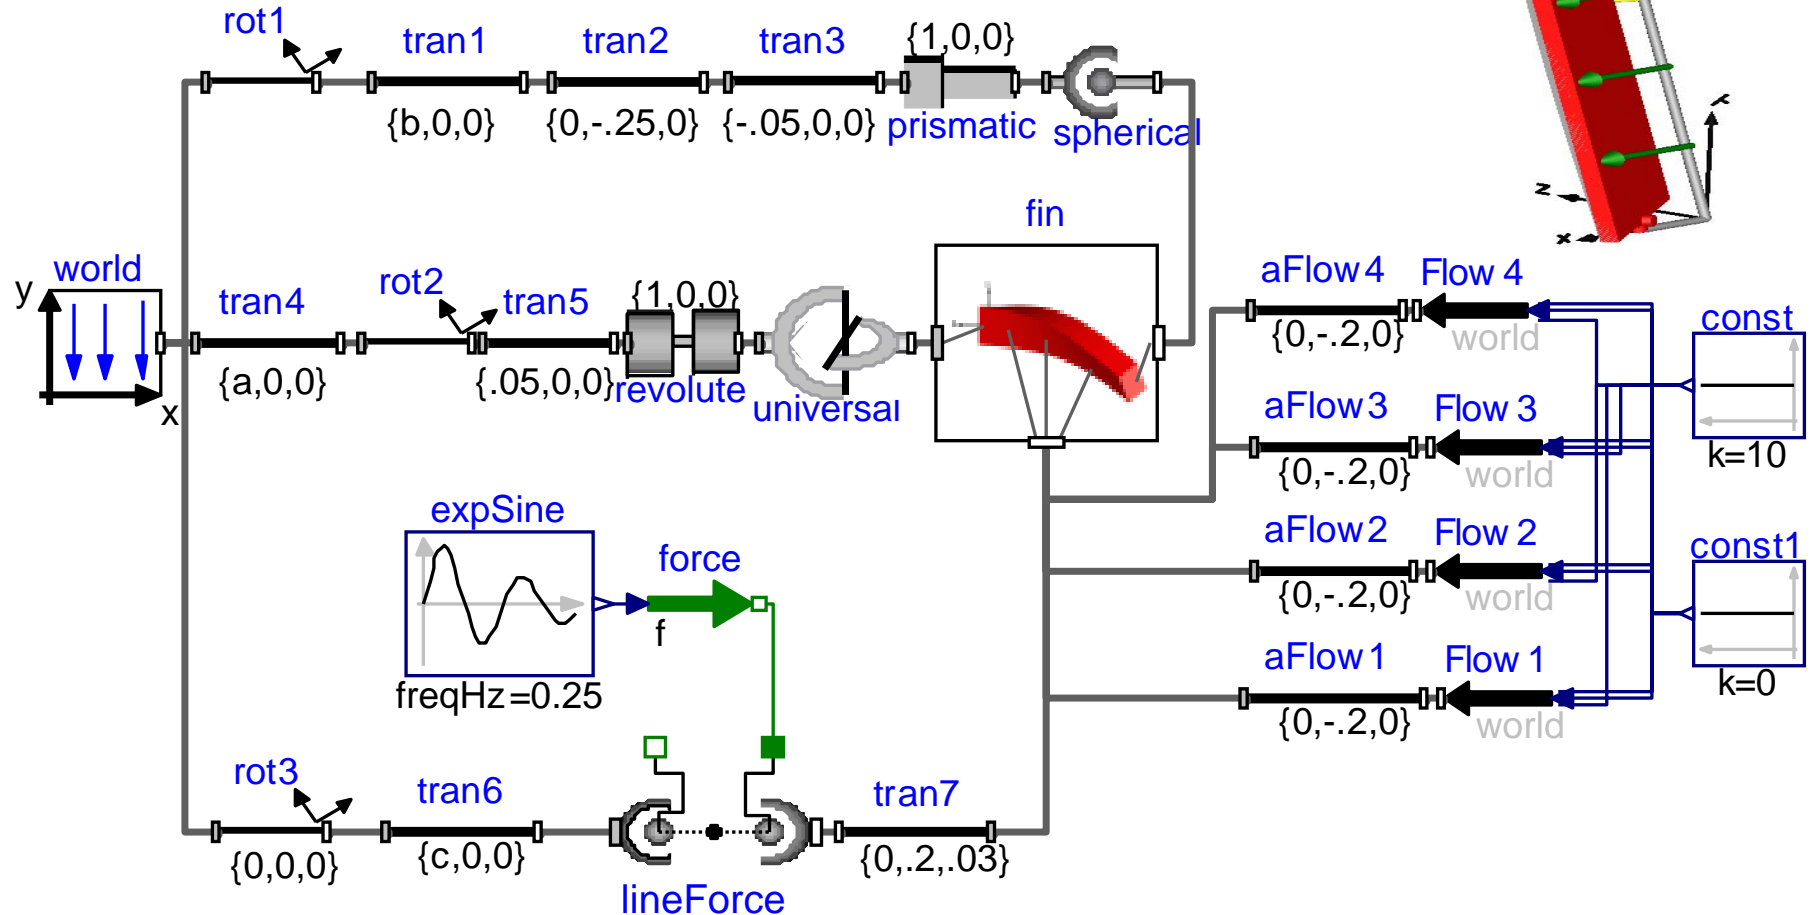 rot1
tran1
tran2
tran3
{1,0,0}
{b,0,0}
{0,-.25,0}
{-.05,0,0}
prismatic
spherical
z
x
Y
fin
world
y
x
tran4
{a,0,0}
rot2
tran5
{.05,0,0}
{1,0,0}
revolute
universal
aFlow4
Flow 4
{0,-.2,0}
world
const
k=10
aFlow3
Flow 3
{0,-.2,0}
world
expSine
freqHz=0.25
force
f
aFlow2
Flow 2
{0,-.2,0}
world
const1
k=0
aFlow1
Flow 1
{0,-.2,0}
world
rot3
{0,0,0}
tran6
{c,0,0}
lineForce
tran7
{0,.2,.03}